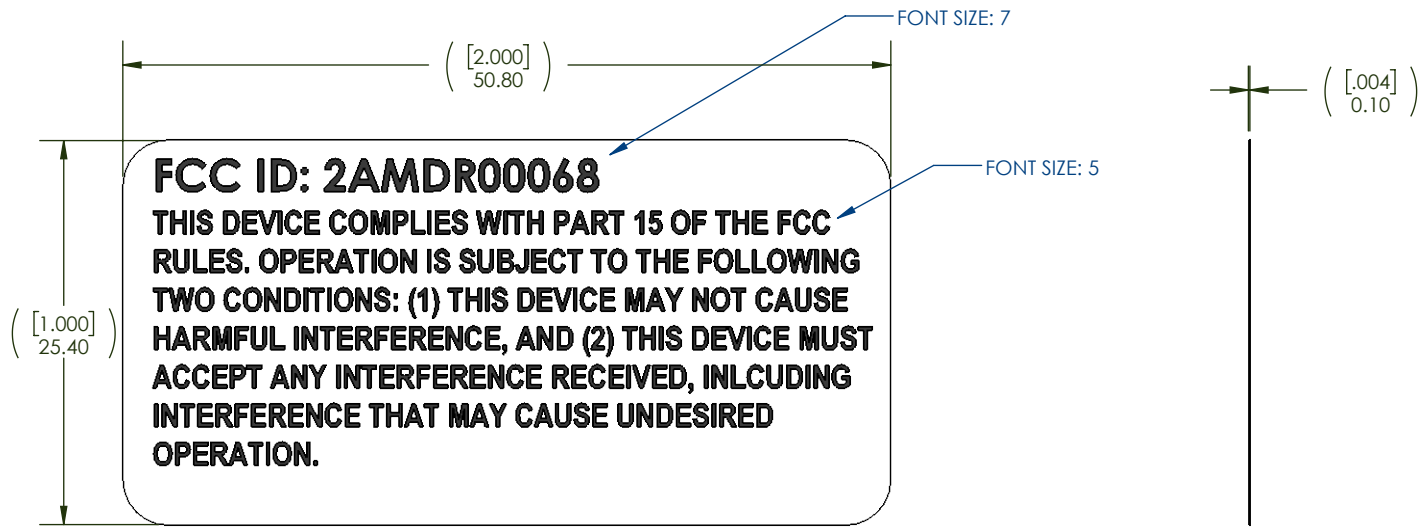 FONT SIZE: 7
[2.000]
50.80
[.004]
0.10
FCC ID: 2AMDR00068
FONT SIZE: 5
THIS DEVICE COMPLIES WITH PART 15 OF THE FCC
RULES. OPERATION IS SUBJECT TO THE FOLLOWING
TWO CONDITIONS: (1) THIS DEVICE MAY NOT CAUSE
HARMFUL INTERFERENCE, AND (2) THIS DEVICE MUST
ACCEPT ANY INTERFERENCE RECEIVED, INLCUDING
INTERFERENCE THAT MAY CAUSE UNDESIRED
OPERATION.
[1.000]
25.40